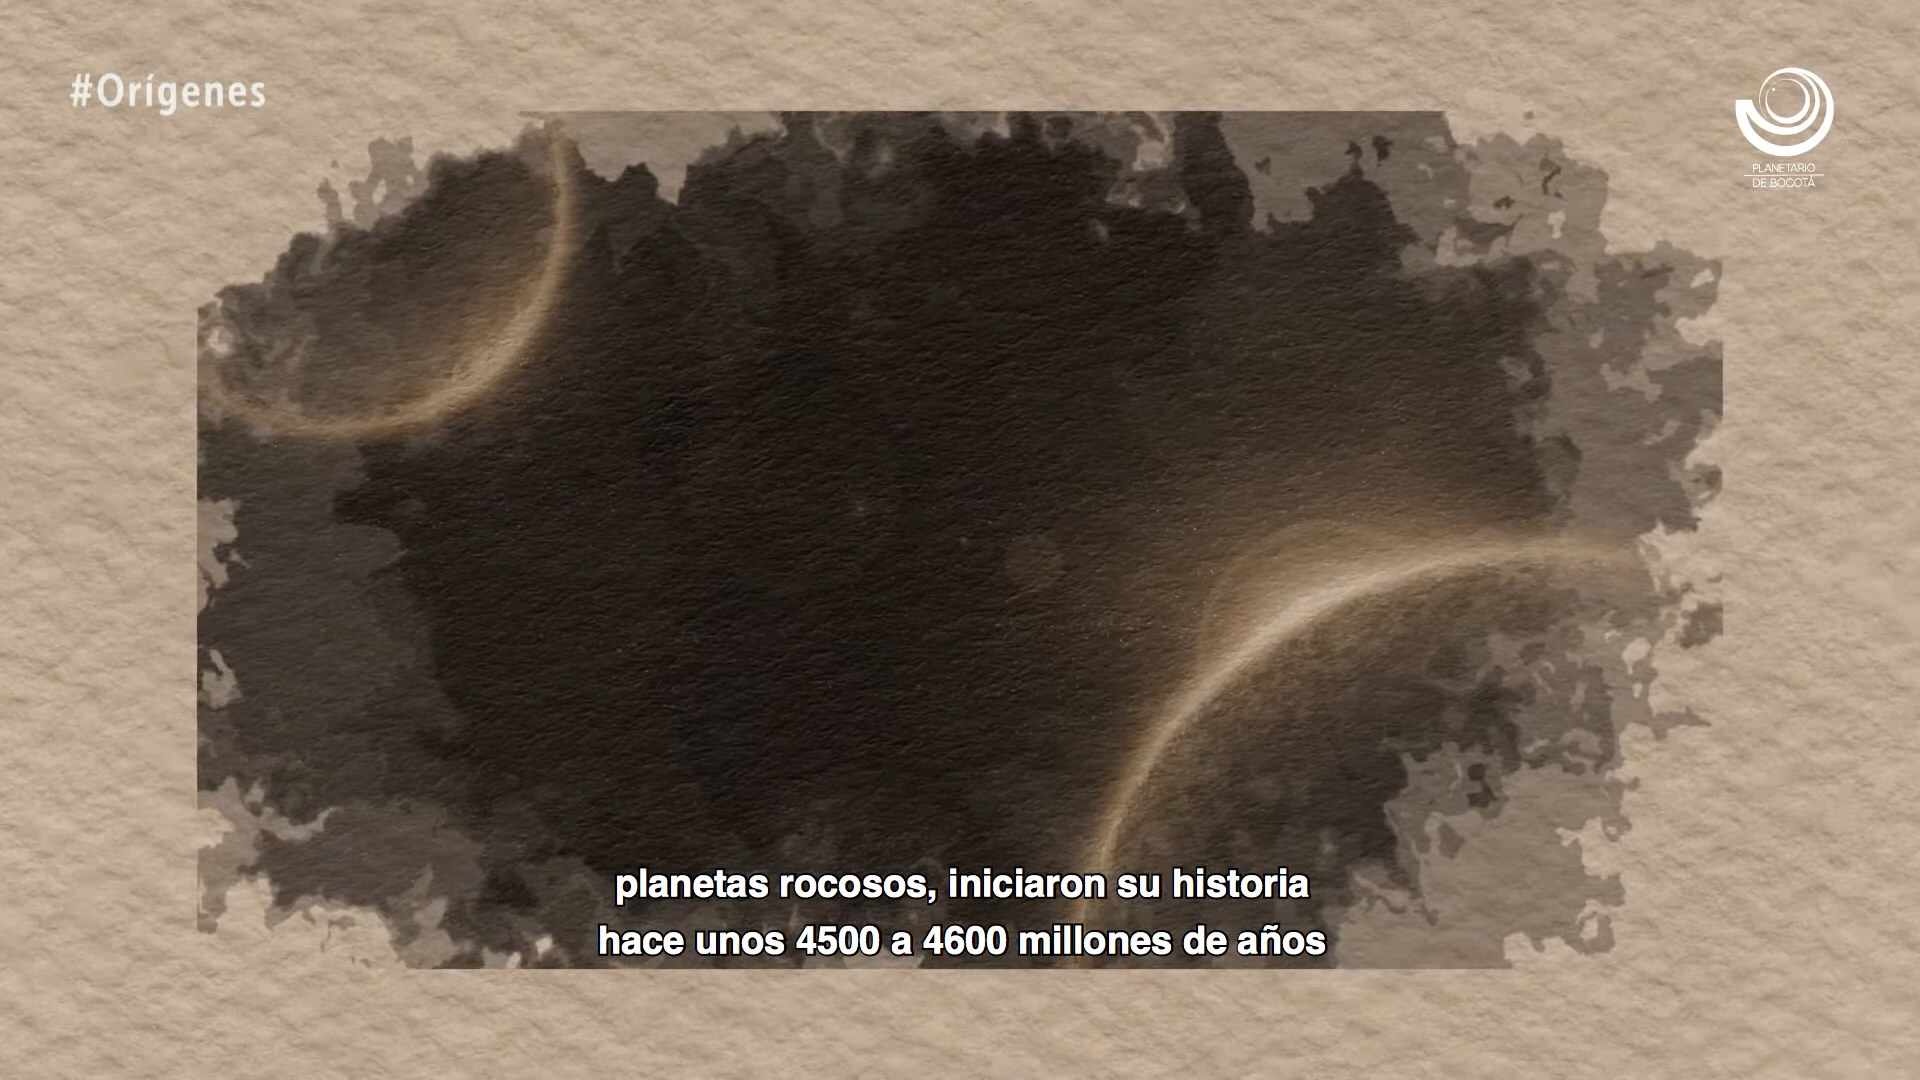 #Orígenes
PLANETARIO
DE BOGOTÁ
planetas rocosos, iniciaron su historia
hace unos 4500 a 4600 millones de años